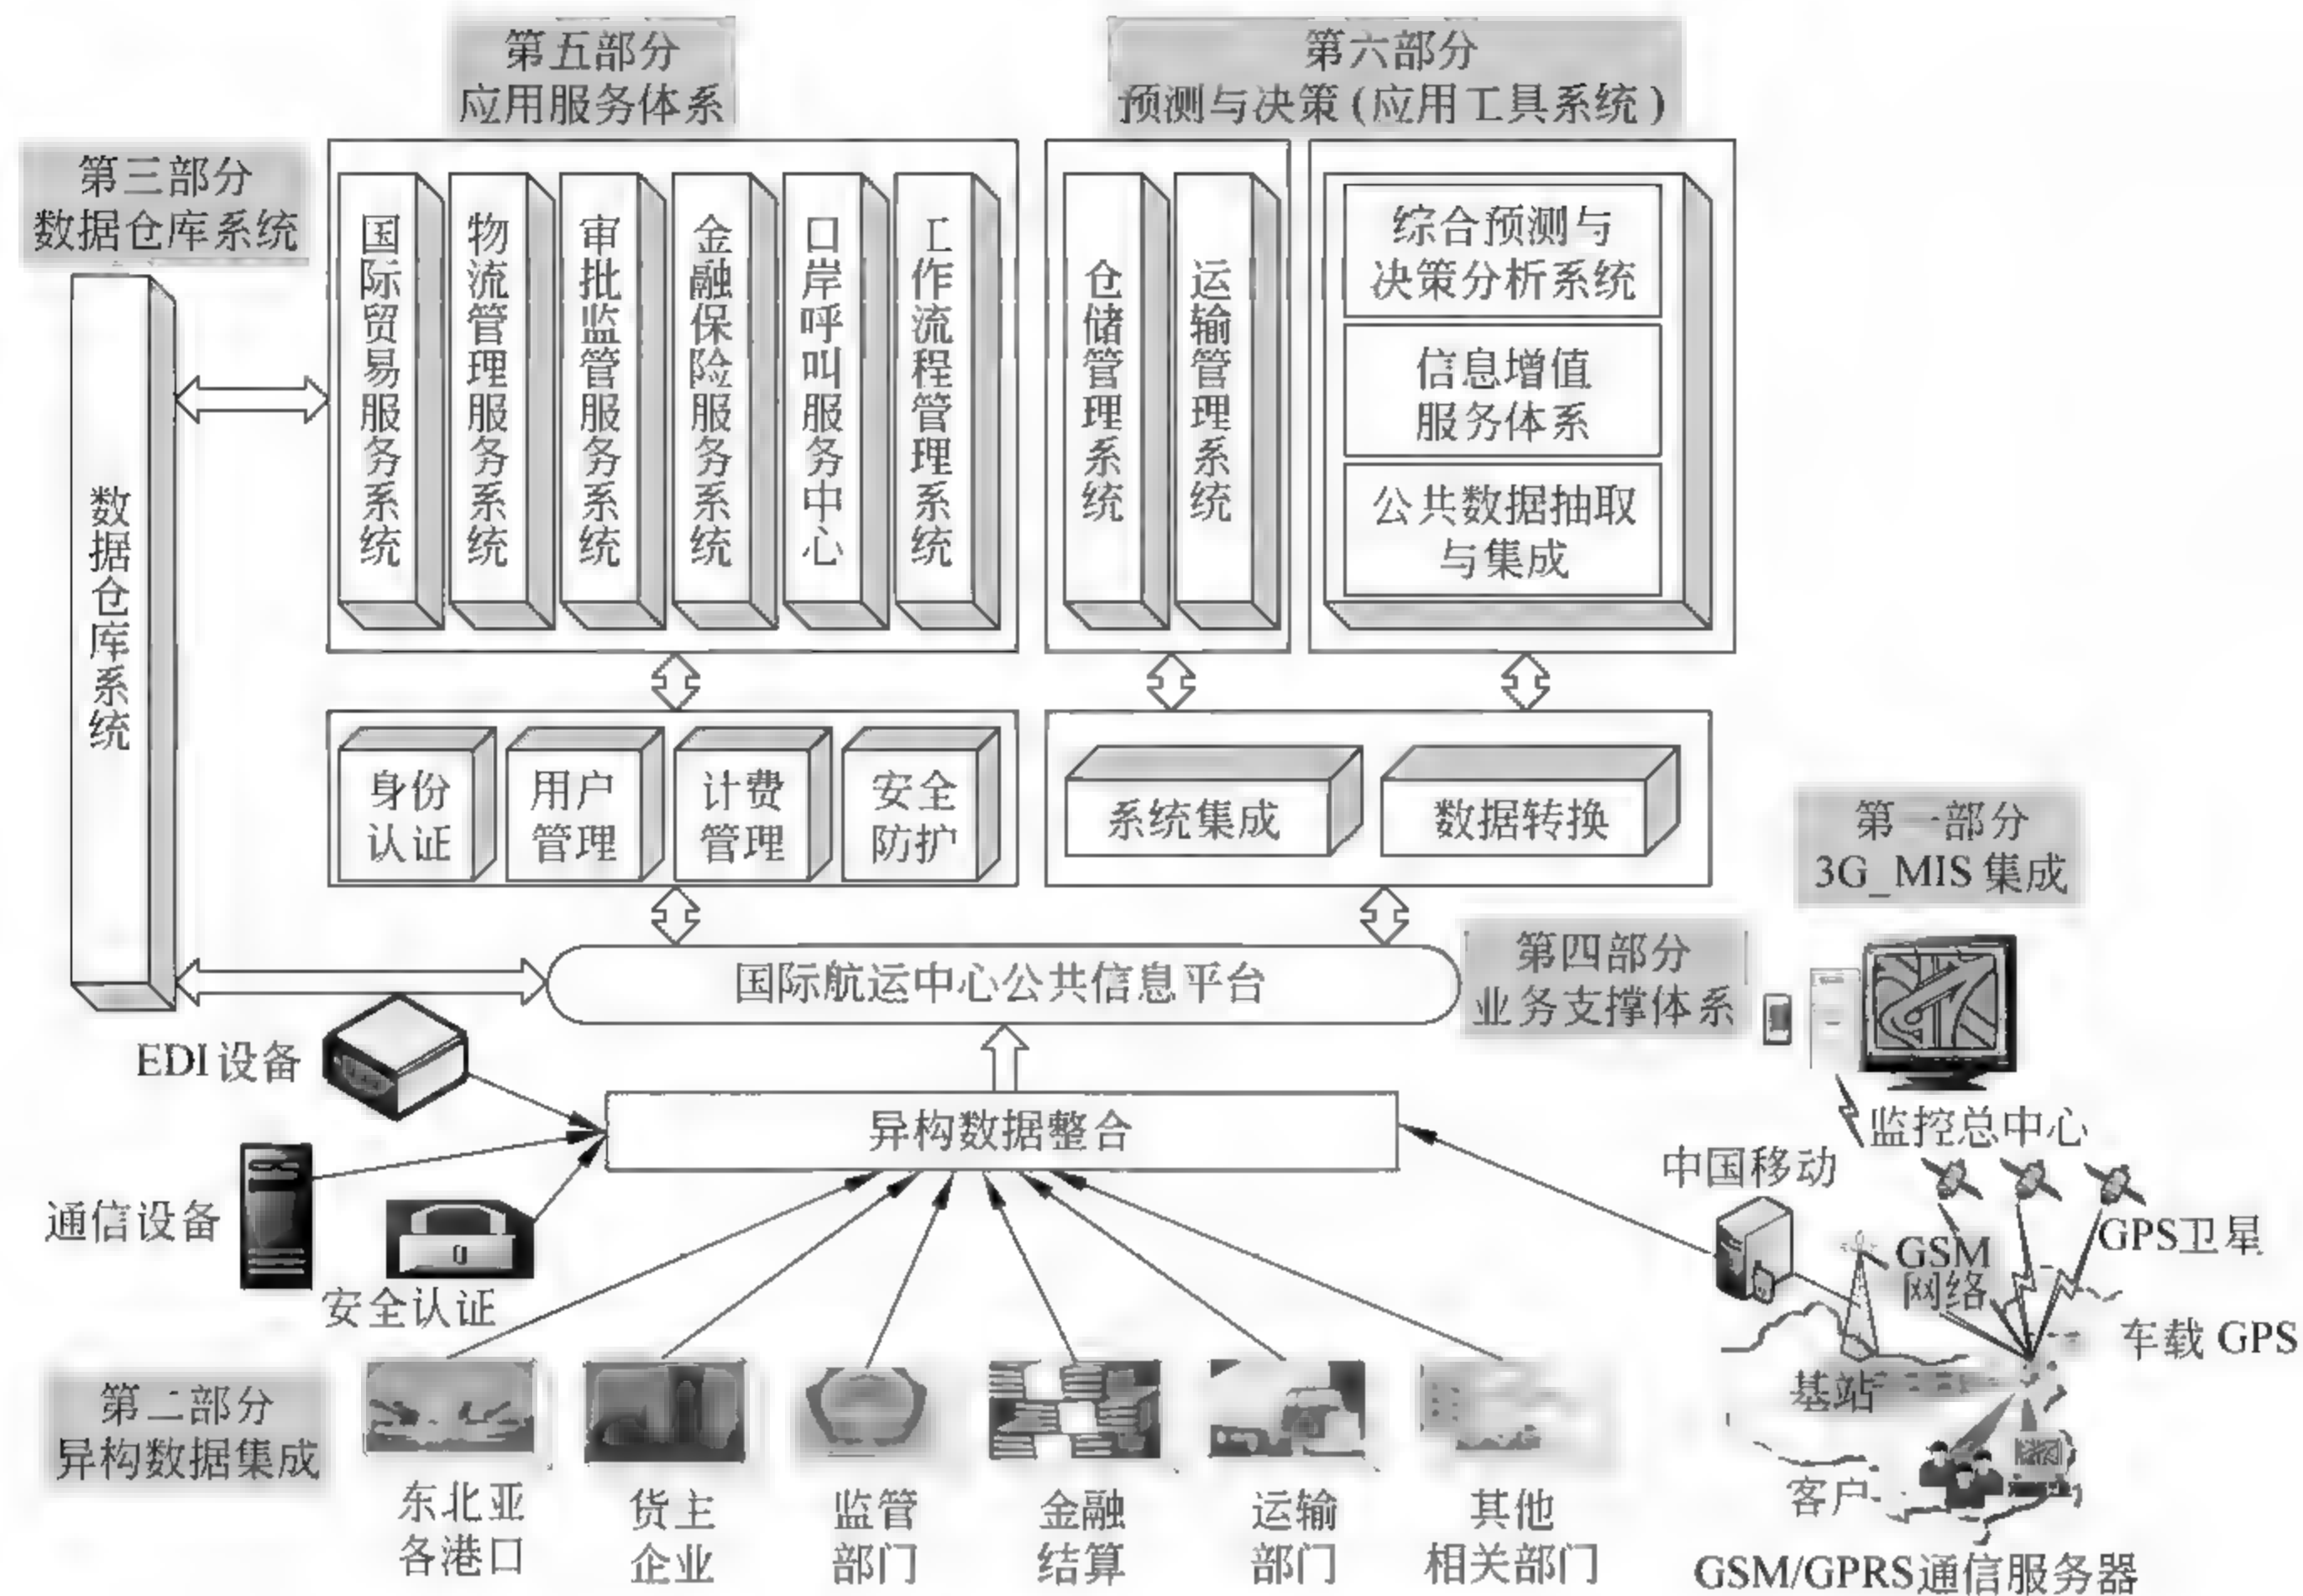 第五部分
应用服务体系
第六部分
预测与决策(应用工具系统)
第三部分
数据仓库系统
国际贸易服务系统
物流管理服务系统
审批监管服务系统
金融保险服务系统
口岸呼叫服务中心
工作流程管理系统
仓储管理系统
运输管理系统
综合预测与
决策分析系统
信息增值
服务体系
公共数据抽取
与集成
数据仓库系统
身份
认证
用户
管理
计费
管理
安全
防护
系统集成
数据转换
第一部分
3G_MIS 集成
国际航运中心公共信息平台
第四部分
业务支撑体系
EDI 设备
异构数据整合
监控总中心
中国移动
通信设备
安全认证
GPS卫星
GSM
网络
车载 GPS
基站
第二部分
异构数据集成
客户
东北亚
各港口
货主
企业
监管
部门
金融
结算
运输
部门
其他
相关部门
GSM/GPRS通信服务器